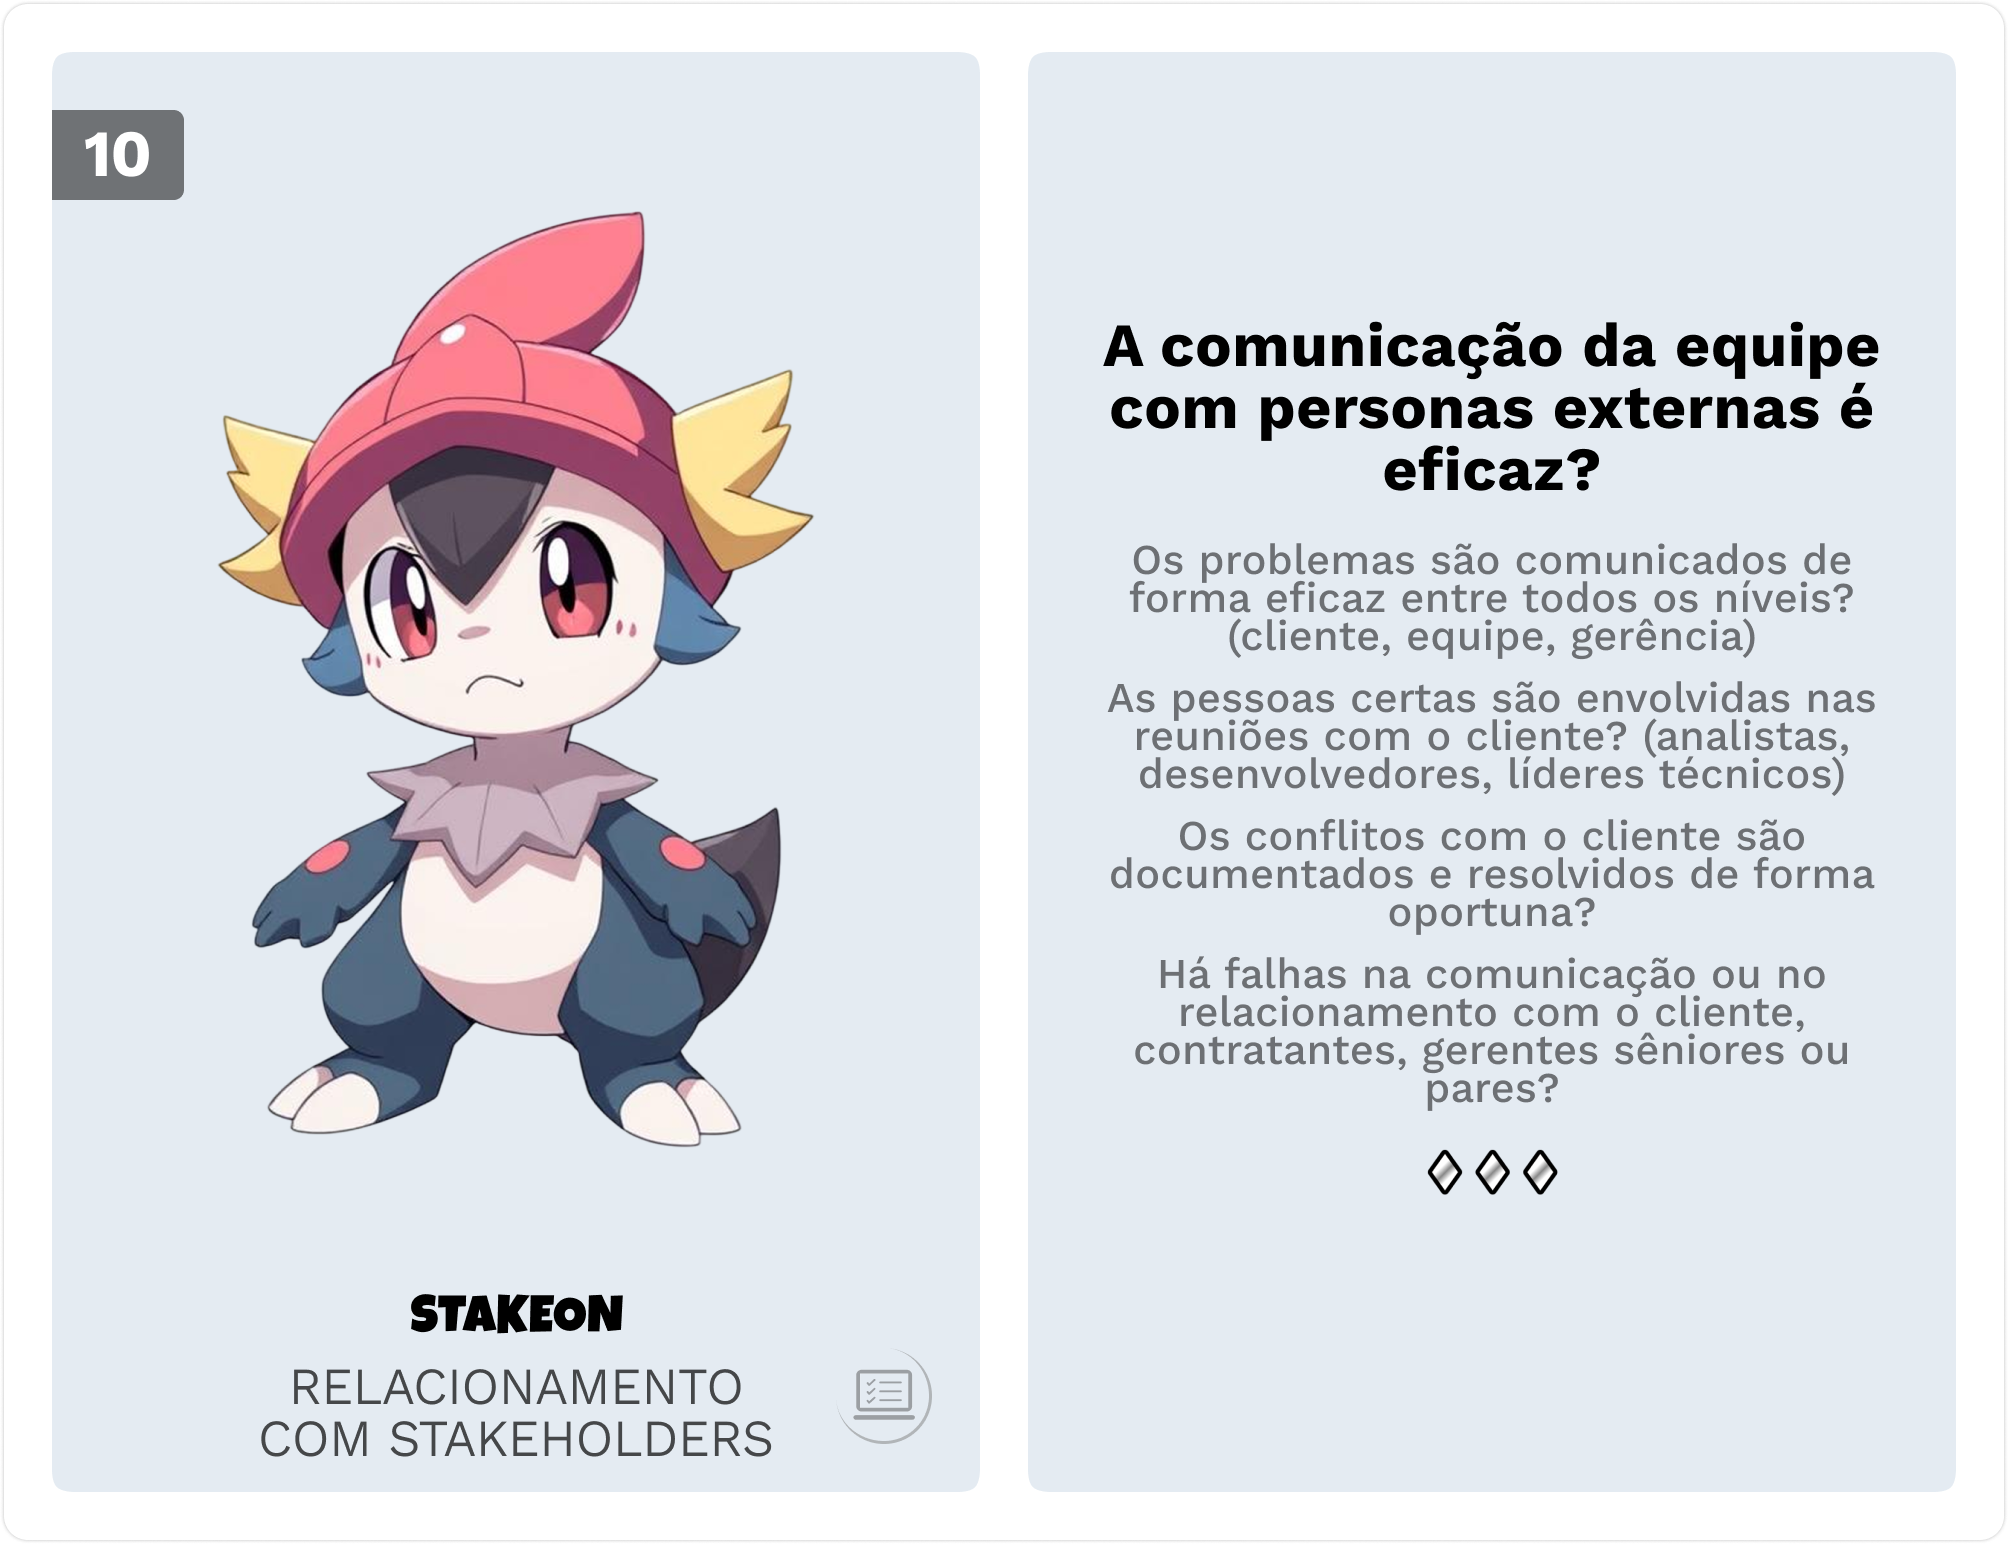 10
STAKEON
RELACIONAMENTO
COM STAKEHOLDERS
A comunicação da equipe
com personas externas é
eficaz?
Os problemas são comunicados de
forma eficaz entre todos os níveis?
(cliente, equipe, gerência)
As pessoas certas são envolvidas nas
reuniões com o cliente? (analistas,
desenvolvedores, líderes técnicos)
Os conflitos com o cliente são
documentados e resolvidos de forma
oportuna?
Há falhas na comunicação ou no
relacionamento com o cliente,
contratantes, gerentes sêniores ou
pares?